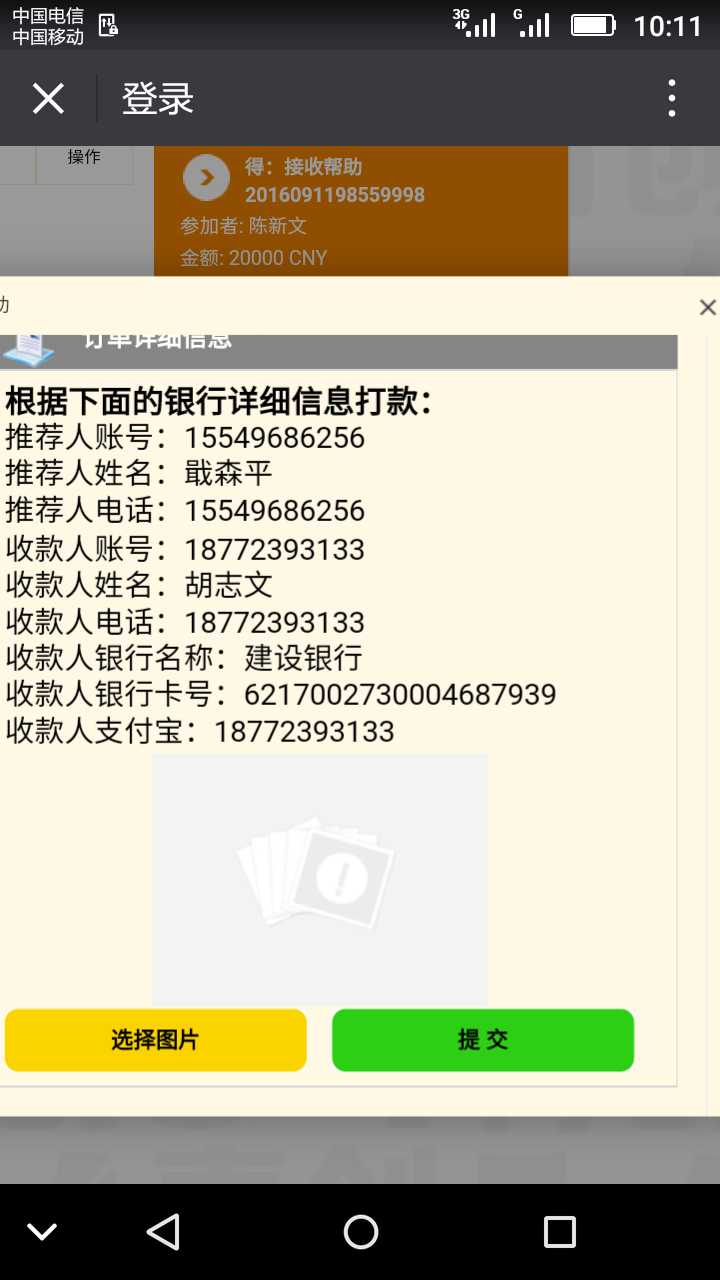 中国电信
中国移动
3G
G
10:11
登录
操作
得：接收帮助
2016091198559998
参加者: 陈新文
金额: 20000 CNY
订单详细信息
根据下面的银行详细信息打款：
推荐人账号：15549686256
推荐人姓名：戢森平
推荐人电话：15549686256
收款人账号：18772393133
收款人姓名：胡志文
收款人电话：18772393133
收款人银行名称：建设银行
收款人银行卡号：6217002730004687939
收款人支付宝：18772393133
选择图片
提 交